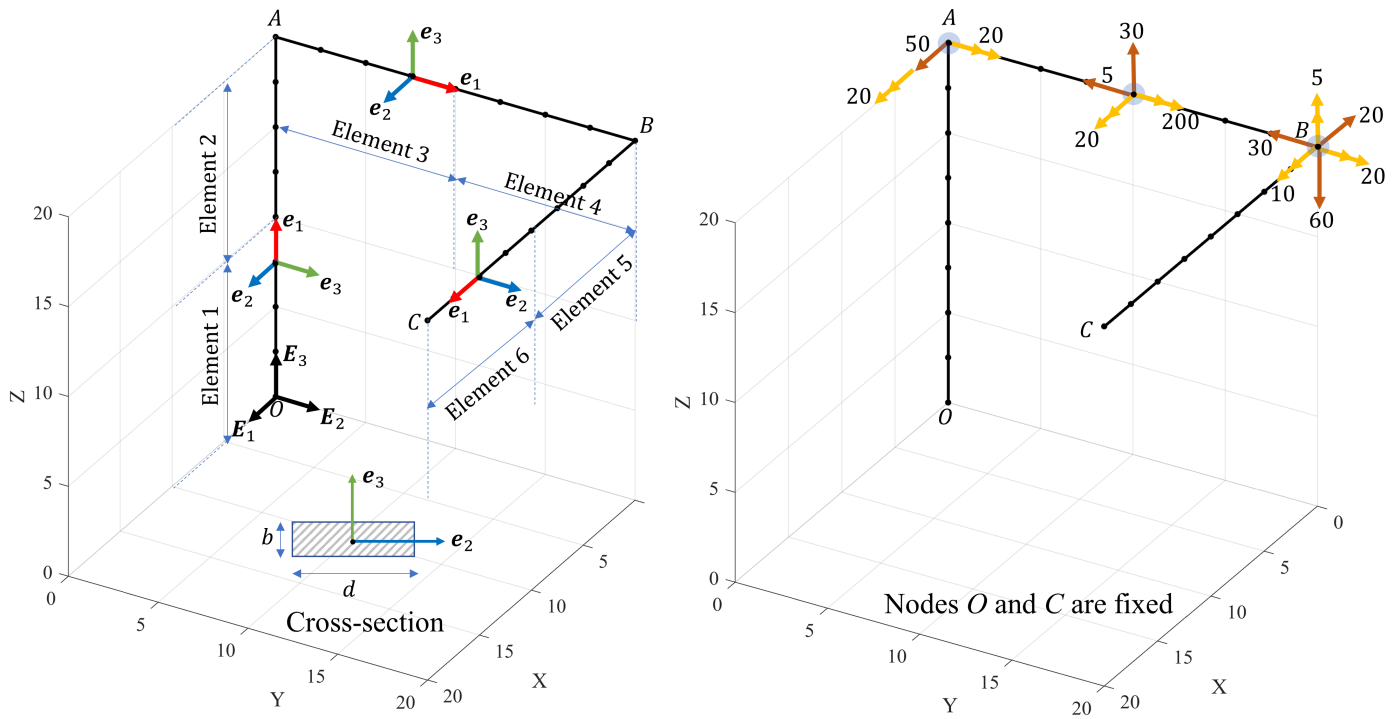 A
e₃
e₁
e₂
B
Element 3
Element 2
Element 4
e₃
e₁
e₂
e₃
e₂
e₁
C
Element 5
Element 6
Element 1
E₃
O
E₁
E₂
20
15
10
5
0
Z
e₃
b
e₂
d
Cross-section
0
5
10
15
20
Y
20
15
10
5
X
A
50
20
20
30
5
20
200
5
20
B
30
10
20
60
C
O
20
15
10
5
0
Z
Nodes O and C are fixed
0
5
10
15
20
Y
20
15
10
5
0
X